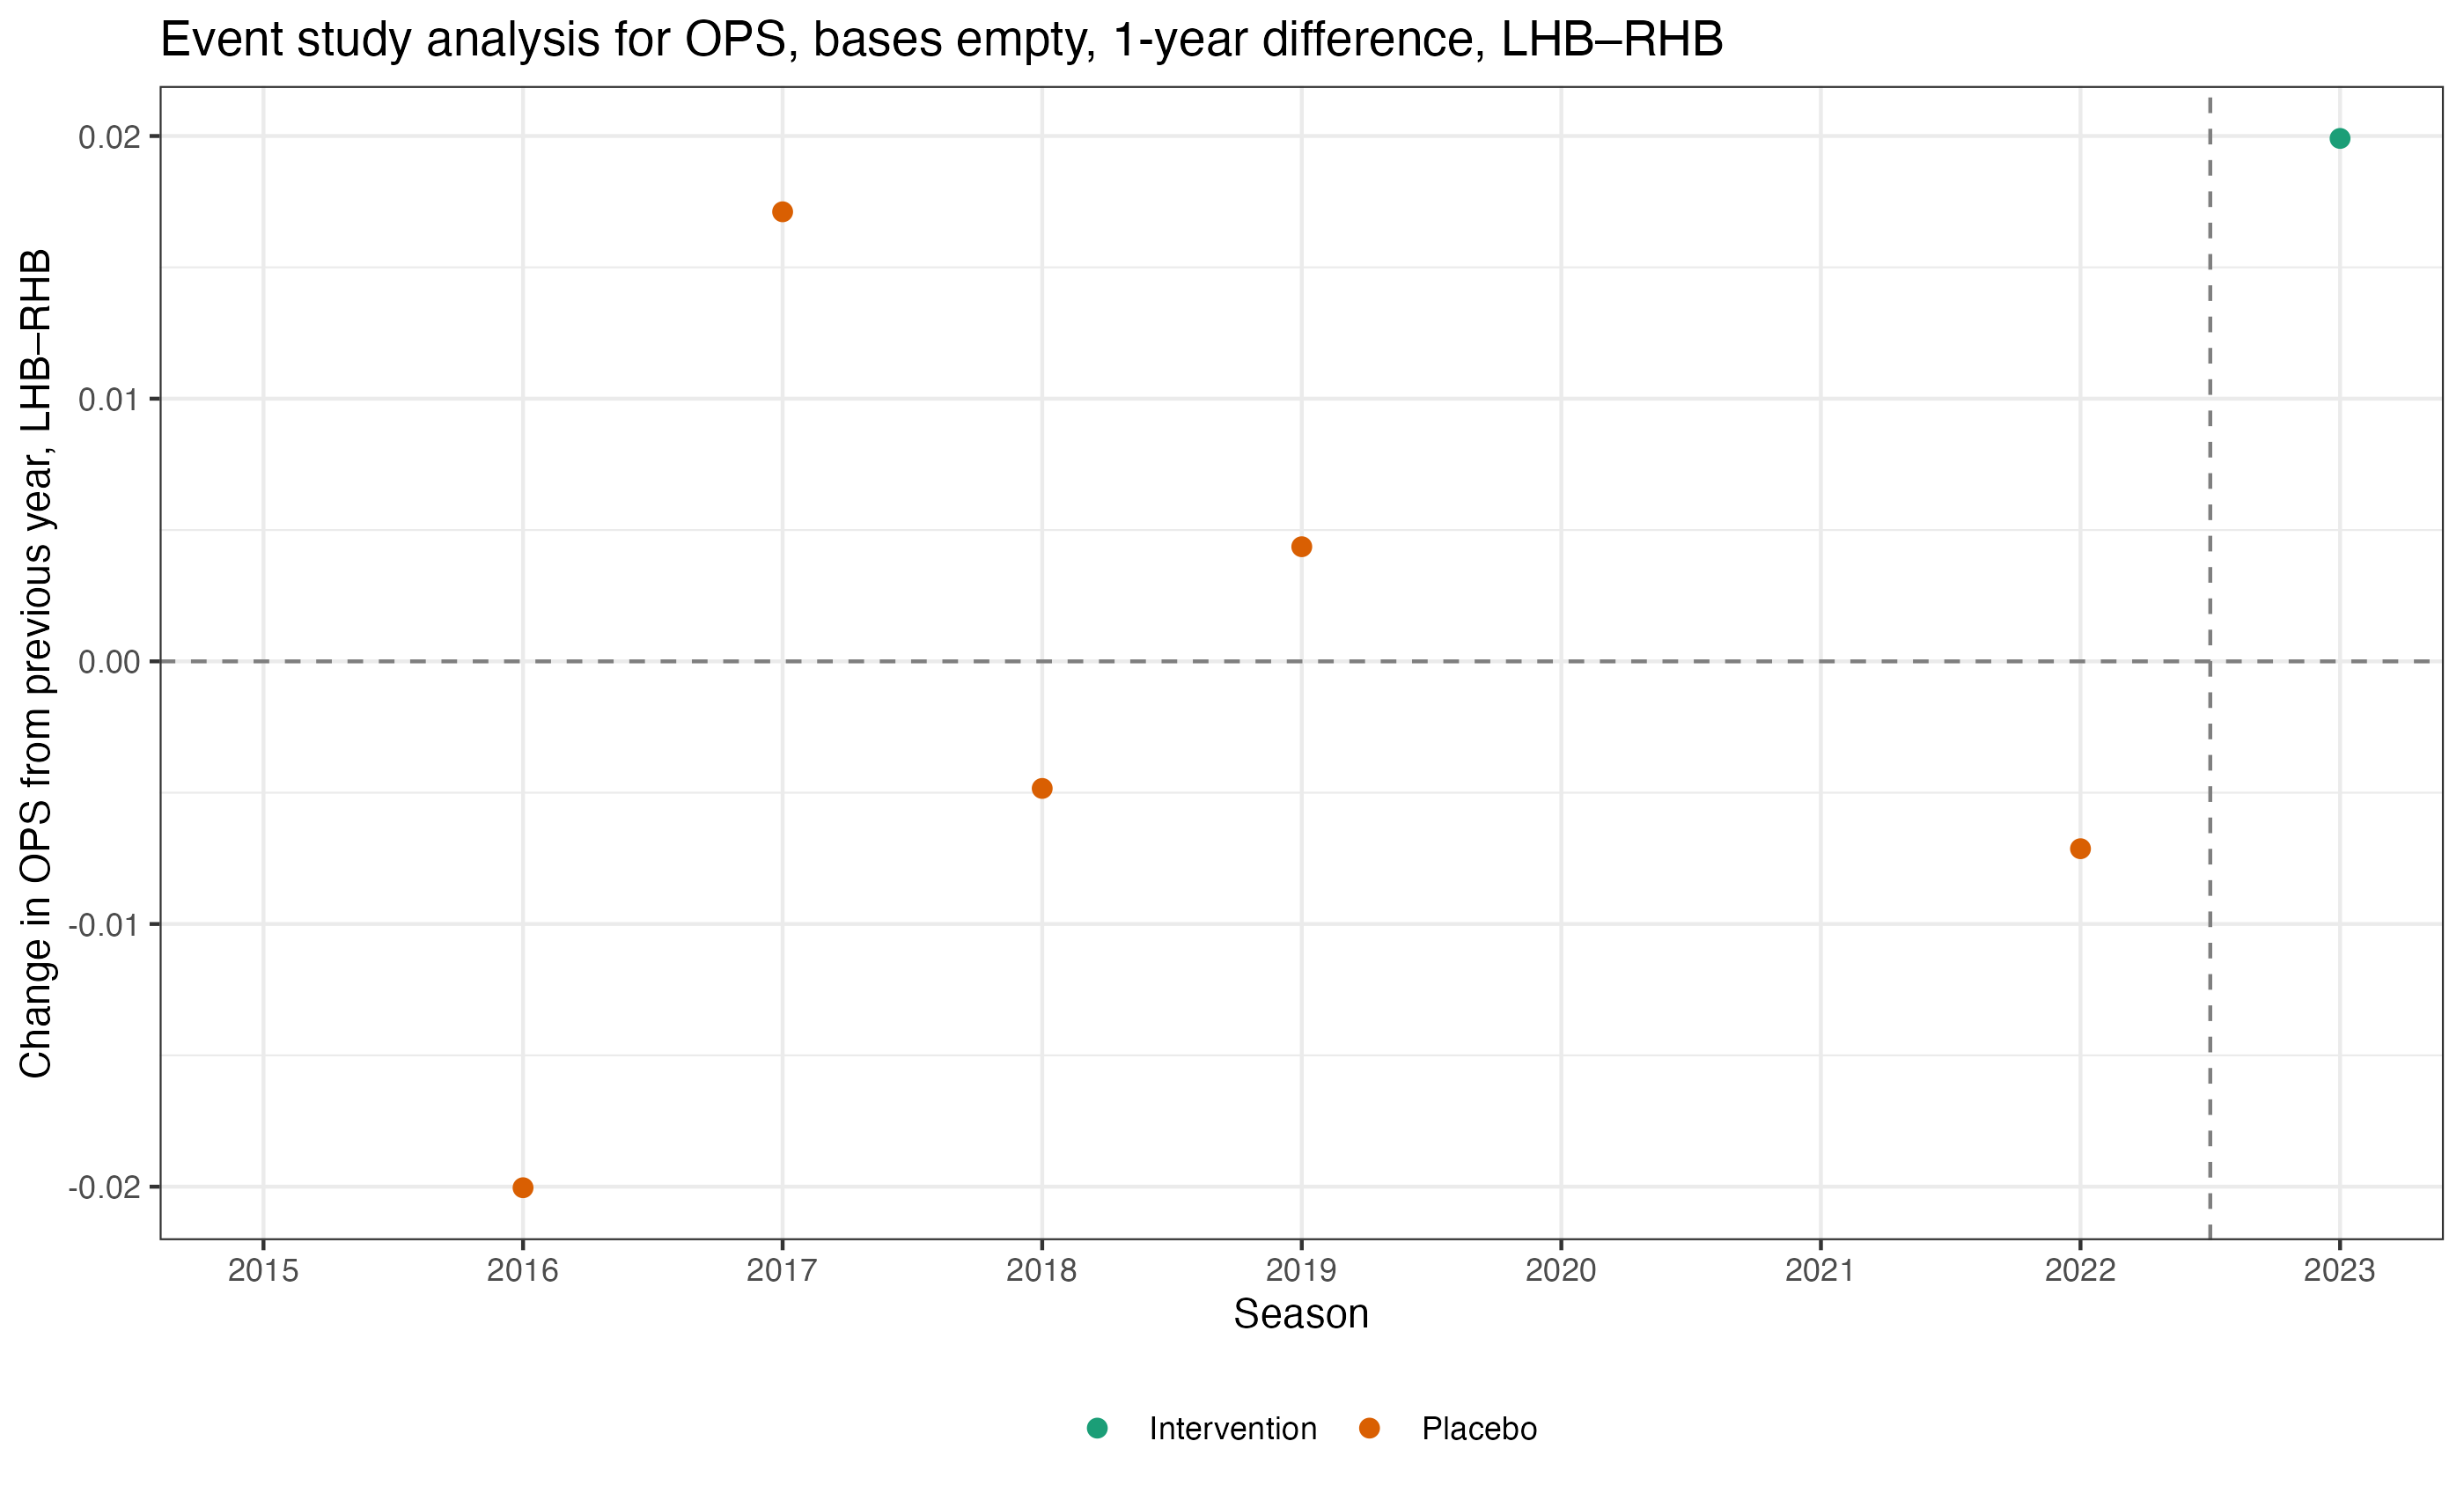 Event study analysis for OPS, bases empty, 1-year difference, LHB–RHB
Change in OPS from previous year, LHB–RHB
0.02
0.01
0.00
-0.01
-0.02
2015 2016 2017 2018 2019 2020 2021 2022 2023
Season
Intervention Placebo